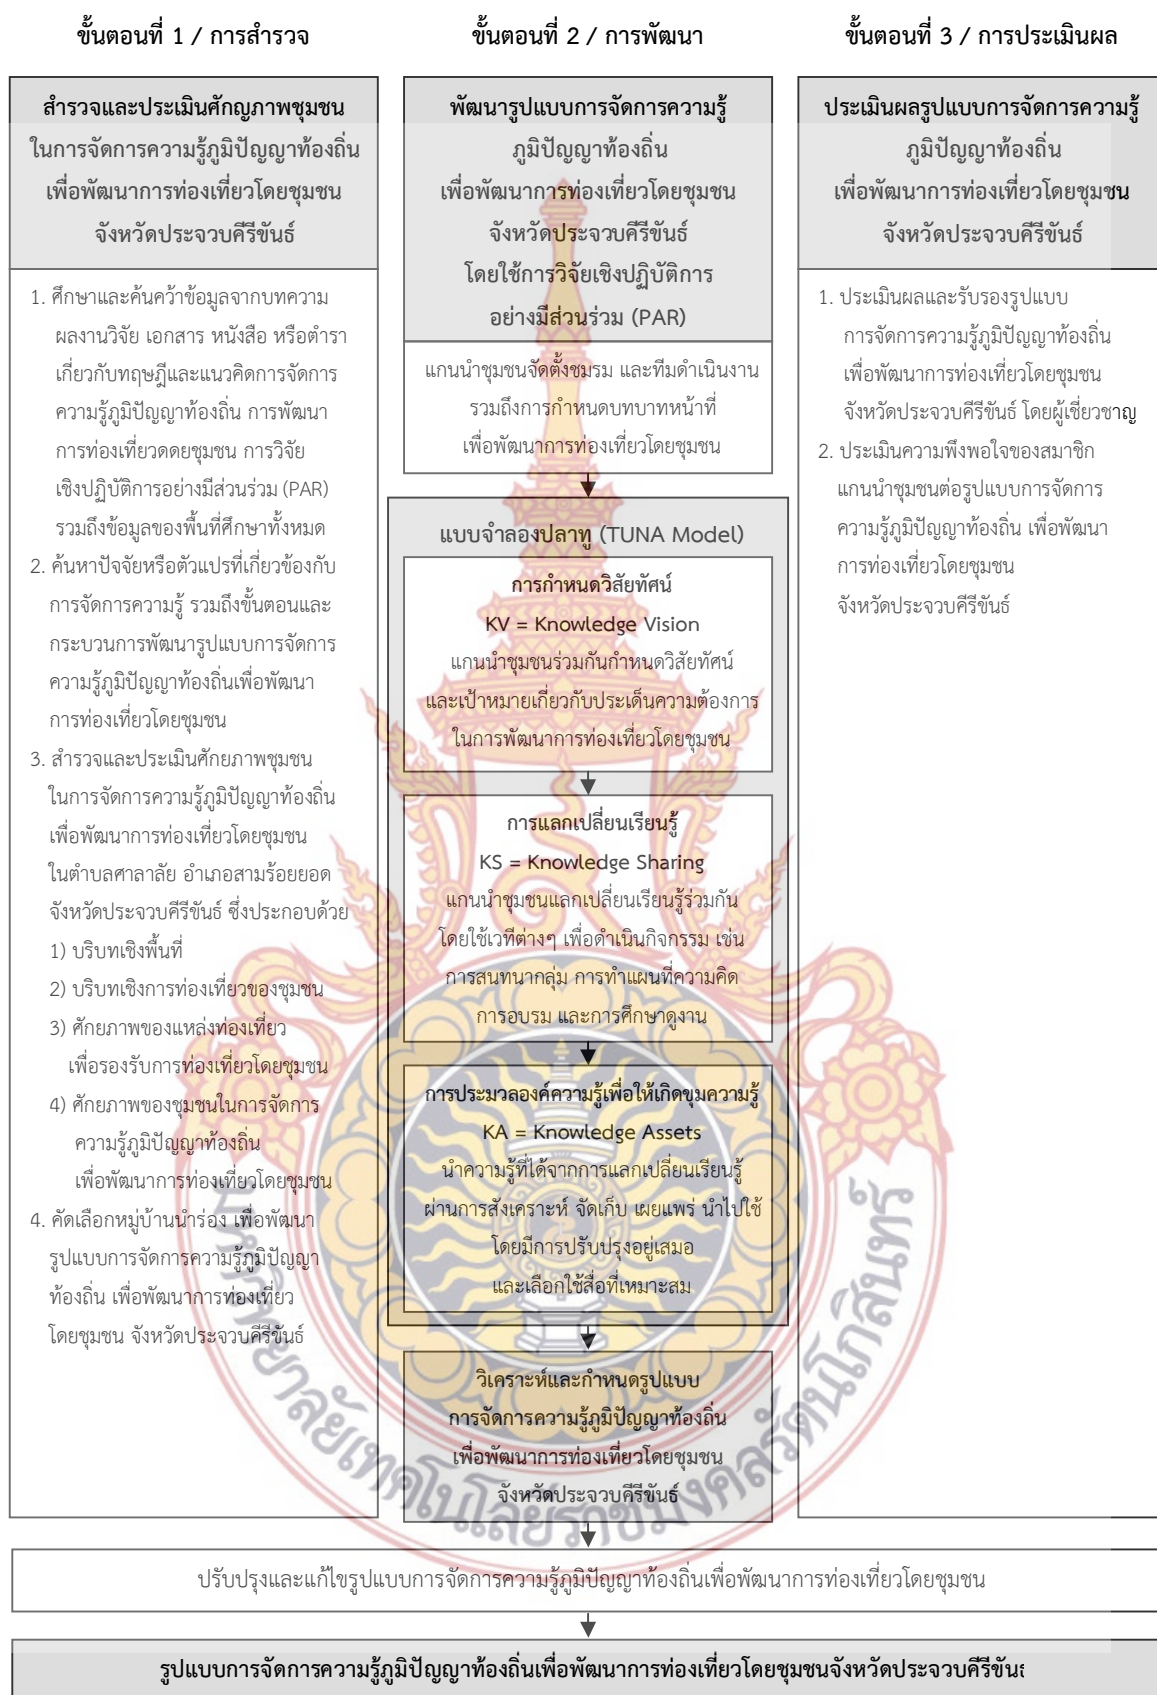 ขั้นตอนที่ 1 / การสำรวจ
สำรวจและประเมินศักญภาพชุมชน
ในการจัดการความรู้ภูมิปัญญาท้องถิ่น
เพื่อพัฒนาการท่องเที่ยวโดยชุมชน
จังหวัดประจวบคีรีขันธ์
1. ศึกษาและค้นคว้าข้อมูลจากบทความ
ผลงานวิจัย เอกสาร หนังสือ หรือตำรา
เกี่ยวกับทฤษฎีและแนวคิดการจัดการ
ความรู้ภูมิปัญญาท้องถิ่น การพัฒนา
การท่องเที่ยวดดยชุมชน การวิจัย
เชิงปฏิบัติการอย่างมีส่วนร่วม (PAR)
รวมถึงข้อมูลของพื้นที่ศึกษาทั้งหมด
2. ค้นหาปัจจัยหรือตัวแปรที่เกี่ยวข้องกับ
การจัดการความรู้ รวมถึงขั้นตอนและ
กระบวนการพัฒนารูปแบบการจัดการ
ความรู้ภูมิปัญญาท้องถิ่นเพื่อพัฒนา
การท่องเที่ยวโดยชุมชน
3. สำรวจและประเมินศักยภาพชุมชน
ในการจัดการความรู้ภูมิปัญญาท้องถิ่น
เพื่อพัฒนาการท่องเที่ยวโดยชุมชน
ในตำบลศาลาลัย อำเภอสามร้อยยอด
จังหวัดประจวบคีรีขันธ์ ซึ่งประกอบด้วย
1) บริบทเชิงพื้นที่
2) บริบทเชิงการท่องเที่ยวของชุมชน
3) ศักยภาพของแหล่งท่องเที่ยว
เพื่อรองรับการท่องเที่ยวโดยชุมชน
4) ศักยภาพของชุมชนในการจัดการ
ความรู้ภูมิปัญญาท้องถิ่น
เพื่อพัฒนาการท่องเที่ยวโดยชุมชน
4. คัดเลือกหมู่บ้านนำร่อง เพื่อพัฒนา
รูปแบบการจัดการความรู้ภูมิปัญญา
ท้องถิ่น เพื่อพัฒนาการท่องเที่ยว
โดยชุมชน จังหวัดประจวบคีรีขันธ์
ขั้นตอนที่ 2 / การพัฒนา
พัฒนารูปแบบการจัดการความรู้
ภูมิปัญญาท้องถิ่น
เพื่อพัฒนาการท่องเที่ยวโดยชุมชน
จังหวัดประจวบคีรีขันธ์
โดยใช้การวิจัยเชิงปฏิบัติการ
อย่างมีส่วนร่วม (PAR)
แกนนำชุมชนจัดตั้งชมรม และทีมดำเนินงาน
รวมถึงการกำหนดบทบาทหน้าที่
เพื่อพัฒนาการท่องเที่ยวโดยชุมชน
แบบจำลองปลาทู (TUNA Model)
การกำหนดวิสัยทัศน์
KV = Knowledge Vision
แกนนำชุมชนร่วมกันกำหนดวิสัยทัศน์
และเป้าหมายเกี่ยวกับประเด็นความต้องการ
ในการพัฒนาการท่องเที่ยวโดยชุมชน
การแลกเปลี่ยนเรียนรู้
KS = Knowledge Sharing
แกนนำชุมชนแลกเปลี่ยนเรียนรู้ร่วมกัน
โดยใช้เวทีต่างๆ เพื่อดำเนินกิจกรรม เช่น
การสนทนากลุ่ม การทำแผนที่ความคิด
การอบรม และการศึกษาดูงาน
การประมวลองค์ความรู้เพื่อให้เกิดขุมความรู้
KA = Knowledge Assets
นำความรู้ที่ได้จากการแลกเปลี่ยนเรียนรู้
ผ่านการสังเคราะห์ จัดเก็บ เผยแพร่ นำไปใช้
โดยมีการปรับปรุงอยู่เสมอ
และเลือกใช้สื่อที่เหมาะสม
วิเคราะห์และกำหนดรูปแบบ
การจัดการความรู้ภูมิปัญญาท้องถิ่น
เพื่อพัฒนาการท่องเที่ยวโดยชุมชน
จังหวัดประจวบคีรีขันธ์
ขั้นตอนที่ 3 / การประเมินผล
ประเมินผลรูปแบบการจัดการความรู้
ภูมิปัญญาท้องถิ่น
เพื่อพัฒนาการท่องเที่ยวโดยชุมชน
จังหวัดประจวบคีรีขันธ์
1. ประเมินผลและรับรองรูปแบบ
การจัดการความรู้ภูมิปัญญาท้องถิ่น
เพื่อพัฒนาการท่องเที่ยวโดยชุมชน
จังหวัดประจวบคีรีขันธ์ โดยผู้เชี่ยวชาญ
2. ประเมินความพึงพอใจของสมาชิก
แกนนำชุมชนต่อรูปแบบการจัดการ
ความรู้ภูมิปัญญาท้องถิ่น เพื่อพัฒนา
การท่องเที่ยวโดยชุมชน
จังหวัดประจวบคีรีขันธ์
ปรับปรุงและแก้ไขรูปแบบการจัดการความรู้ภูมิปัญญาท้องถิ่นเพื่อพัฒนาการท่องเที่ยวโดยชุมชน
รูปแบบการจัดการความรู้ภูมิปัญญาท้องถิ่นเพื่อพัฒนาการท่องเที่ยวโดยชุมชนจังหวัดประจวบคีรีขันธ
มหาวิทยาลัยเทคโนโลยีราชมงคลรัตนโกสินทร์